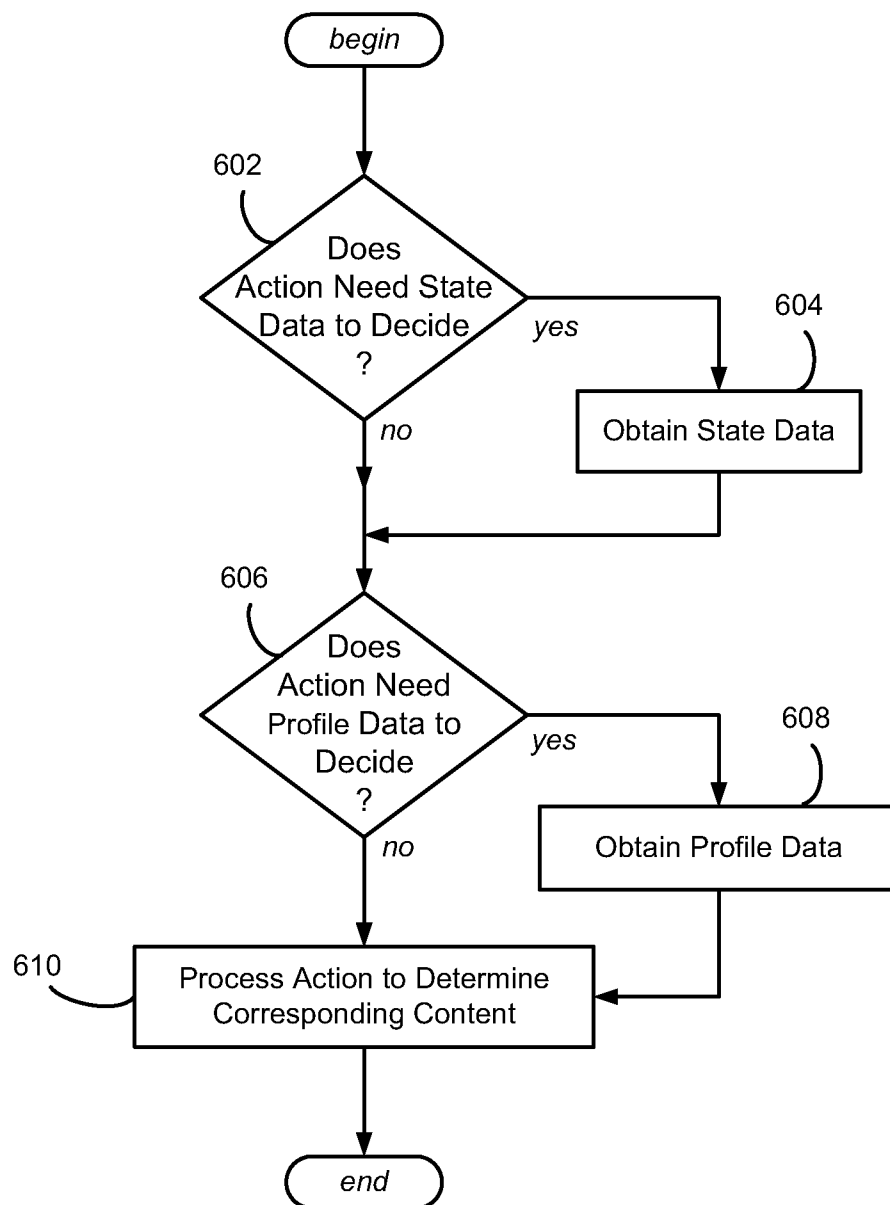 begin
602
Does
Action Need State
Data to Decide
?
yes
604
Obtain State Data
no
606
Does
Action Need
Profile Data to
Decide
?
yes
608
Obtain Profile Data
no
610
Process Action to Determine
Corresponding Content
end